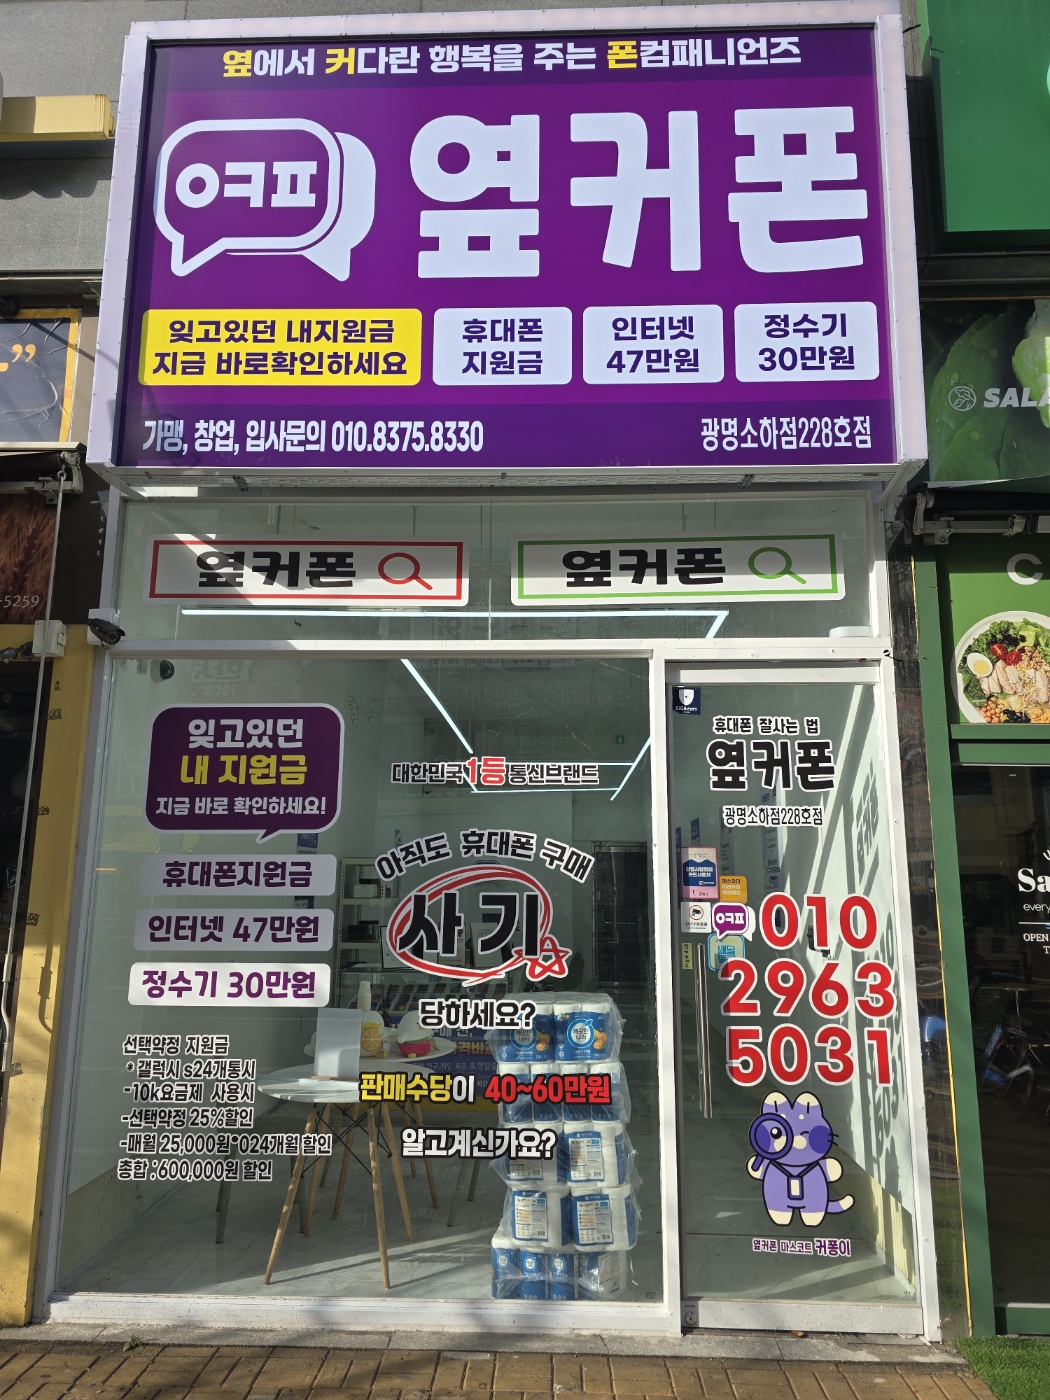 옆에서 커다란 행복을 주는 폰컴패니언즈
ㅇㅋㅍ 옆커폰
잊고있던 내지원금
지금 바로확인하세요
휴대폰
지원금
인터넷
47만원
정수기
30만원
가맹, 창업, 입사문의 010.8375.8330
광명소하점228호점
옆커폰
옆커폰
잊고있던
내 지원금
지금 바로 확인하세요!
휴대폰지원금
인터넷 47만원
정수기 30만원
선택약정 지원금
* 갤럭시 s24개통시
-10k요금제 사용시
-선택약정 25%할인
-매월 25,000원*024개월 할인
총합 : 600,000원 할인
대한민국 1등 통신브랜드
아직도 휴대폰 구매
사기
당하세요?
판매수당이 40~60만원
알고계신가요?
휴대폰 잘사는 법
옆커폰
광명소하점228호점
ㅇㅋㅍ
010
2963
5031
옆커폰 마스코트 커퐁이
-5259
SALA
C
Sa
every
OPEN